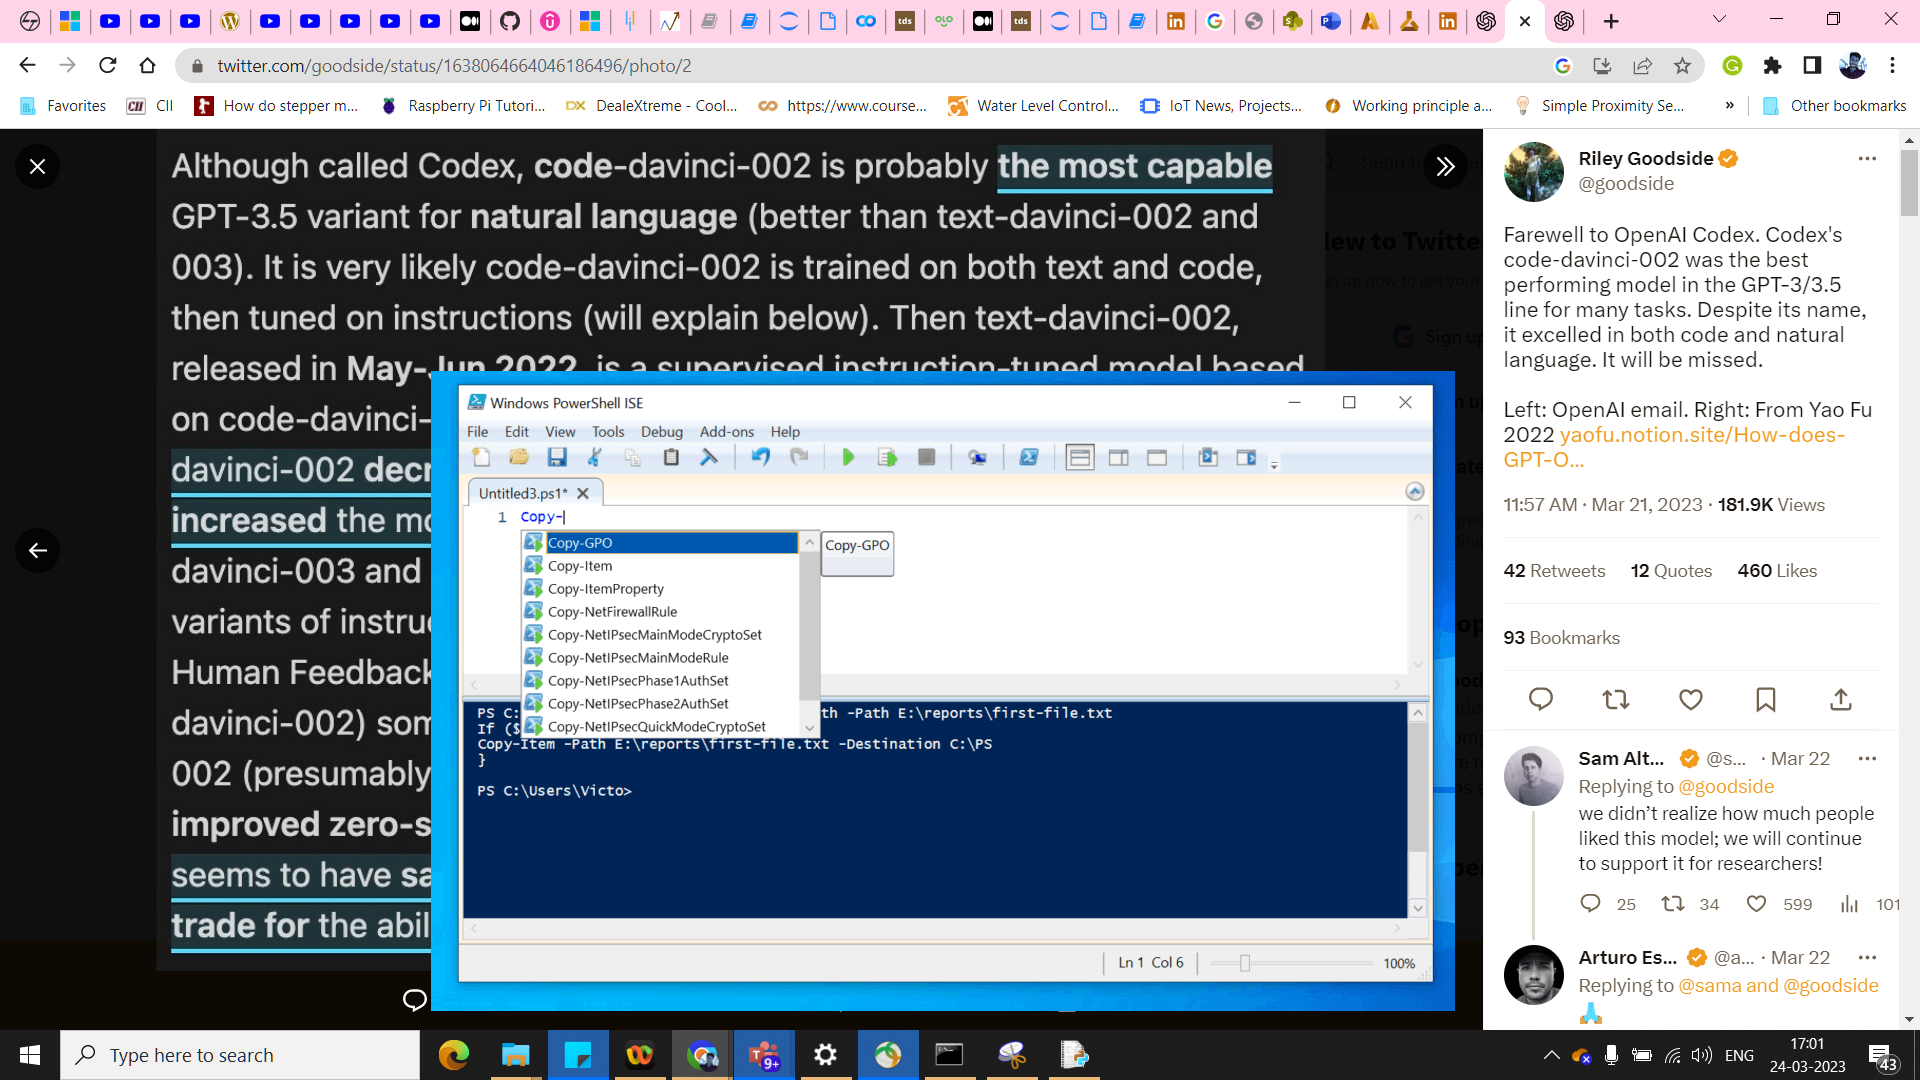 twitter.com/goodside/status/1638064664046186496/photo/2
Favorites
CII
How do stepper m...
Raspberry Pi Tutori...
DX
DealeXtreme - Cool...
https://www.course...
Water Level Control...
IoT News, Projects...
Working principle a...
Simple Proximity Se...
»
Other bookmarks
Although called Codex, code-davinci-002 is probably the most capable
GPT-3.5 variant for natural language (better than text-davinci-002 and
003). It is very likely code-davinci-002 is trained on both text and code,
then tuned on instructions (will explain below). Then text-davinci-002,
released in May-Jun 2022, is a supervised instruction-tuned model based
on code-davinci-
davinci-002 decr
increased the mo
davinci-003 and
variants of instruc
Human Feedback
davinci-002) som
002 (presumably
improved zero-s
seems to have sa
trade for the abil
Windows PowerShell ISE
File Edit View Tools Debug Add-ons Help
Untitled3.ps1*
1 Copy-
Copy-GPO
Copy-Item
Copy-ItemProperty
Copy-NetFirewallRule
Copy-NetIPsecMainModeCryptoSet
Copy-NetIPsecMainModeRule
Copy-NetIPsecPhase1AuthSet
Copy-NetIPsecPhase2AuthSet
Copy-NetIPsecQuickModeCryptoSet
Copy-GPO
PS C: th -Path E:\reports\first-file.txt
If ($
Copy-Item -Path E:\reports\first-file.txt -Destination C:\PS
}
PS C:\Users\Victo>
Ln 1 Col 6
100%
Riley Goodside
@goodside
Farewell to OpenAI Codex. Codex's
code-davinci-002 was the best
performing model in the GPT-3/3.5
line for many tasks. Despite its name,
it excelled in both code and natural
language. It will be missed.
Left: OpenAI email. Right: From Yao Fu
2022 yaofu.notion.site/How-does-
GPT-O...
11:57 AM · Mar 21, 2023 · 181.9K Views
42 Retweets 12 Quotes 460 Likes
93 Bookmarks
Sam Alt... @s... · Mar 22
Replying to @goodside
we didn’t realize how much people
liked this model; we will continue
to support it for researchers!
25 34 599 101
Arturo Es... @a... · Mar 22
Replying to @sama and @goodside
Type here to search
9+
ENG
17:01
24-03-2023
43